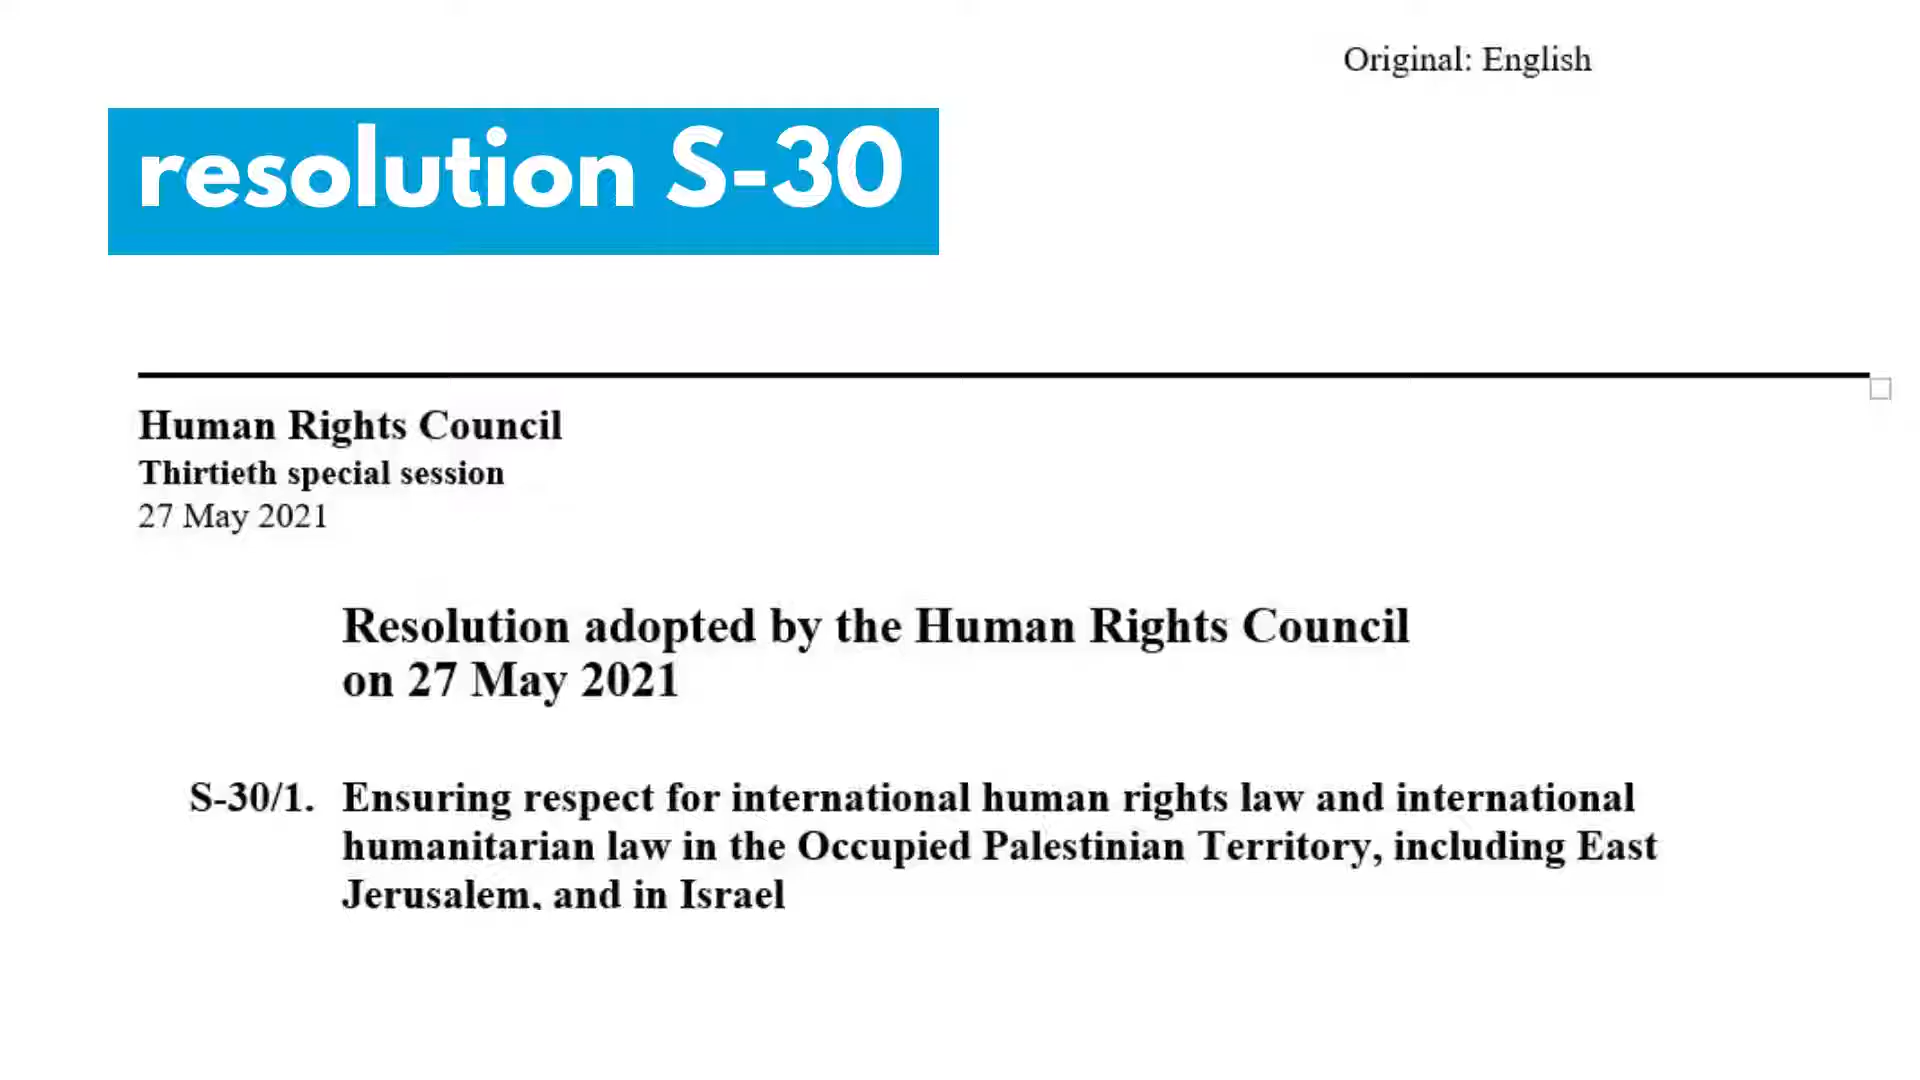 Original: English
resolution S-30
Human Rights Council
Thirtieth special session
27 May 2021
Resolution adopted by the Human Rights Council
on 27 May 2021
S-30/1. Ensuring respect for international human rights law and international
humanitarian law in the Occupied Palestinian Territory, including East
Jerusalem, and in Israel